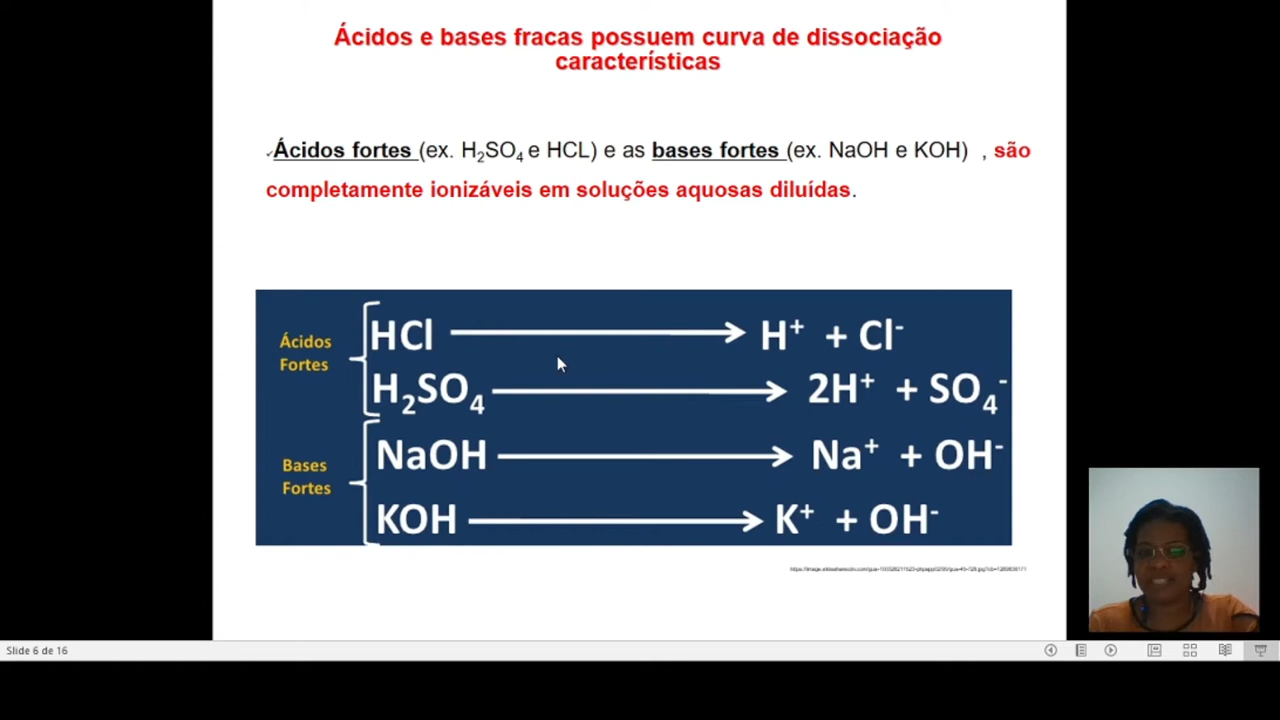 Ácidos e bases fracas possuem curva de dissociação
características
✓Ácidos fortes (ex. H₂SO₄ e HCL) e as bases fortes (ex. NaOH e KOH) , são
completamente ionizáveis em soluções aquosas diluídas.
Ácidos
Fortes
HCl ⟶ H⁺ + Cl⁻
H₂SO₄ ⟶ 2H⁺ + SO₄⁻
Bases
Fortes
NaOH ⟶ Na⁺ + OH⁻
KOH ⟶ K⁺ + OH⁻
Slide 6 de 16